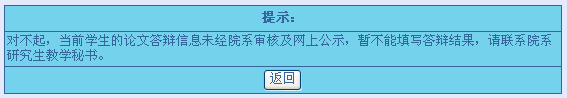 提示：
对不起，当前学生的论文答辩信息未经院系审核及网上公示，暂不能填写答辩结果，请联系院系
研究生教学秘书。
返回